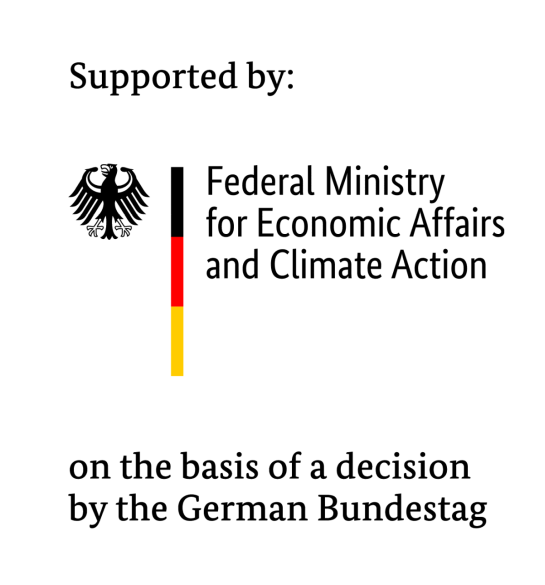 Supported by:
Federal Ministry
for Economic Affairs
and Climate Action
on the basis of a decision
by the German Bundestag